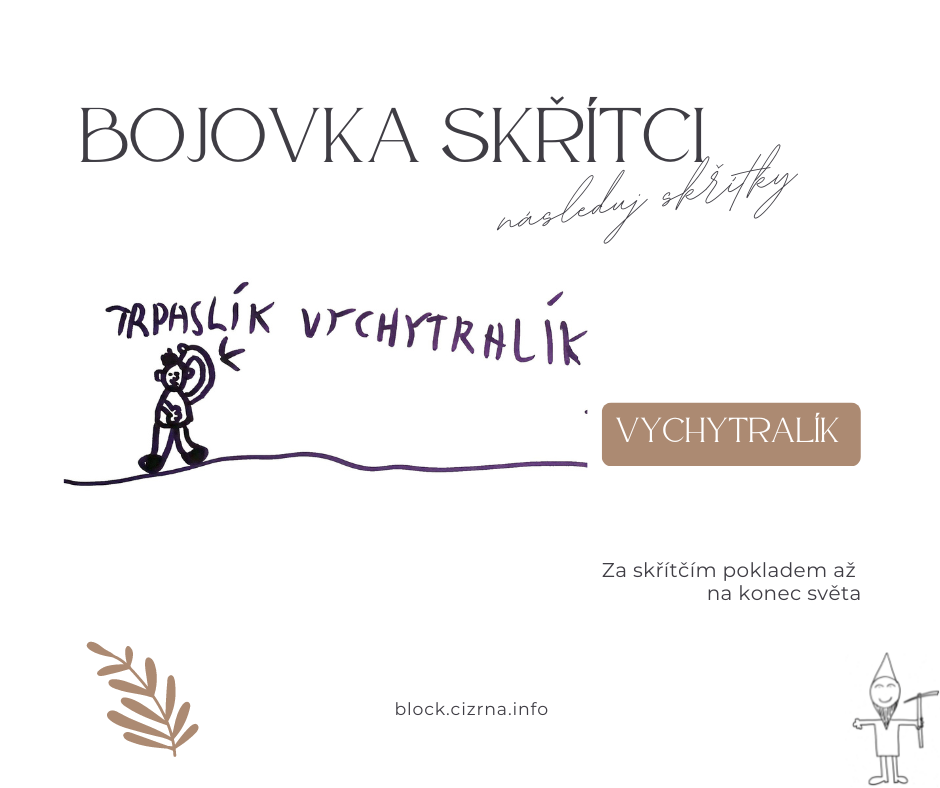 BOJOVKA SKŘÍTCI
následuj skřítky
TRPASLÍK VYCHYTRALÍK
VYCHYTRALÍK
Za skřítčím pokladem až
na konec světa
block.cizrna.info